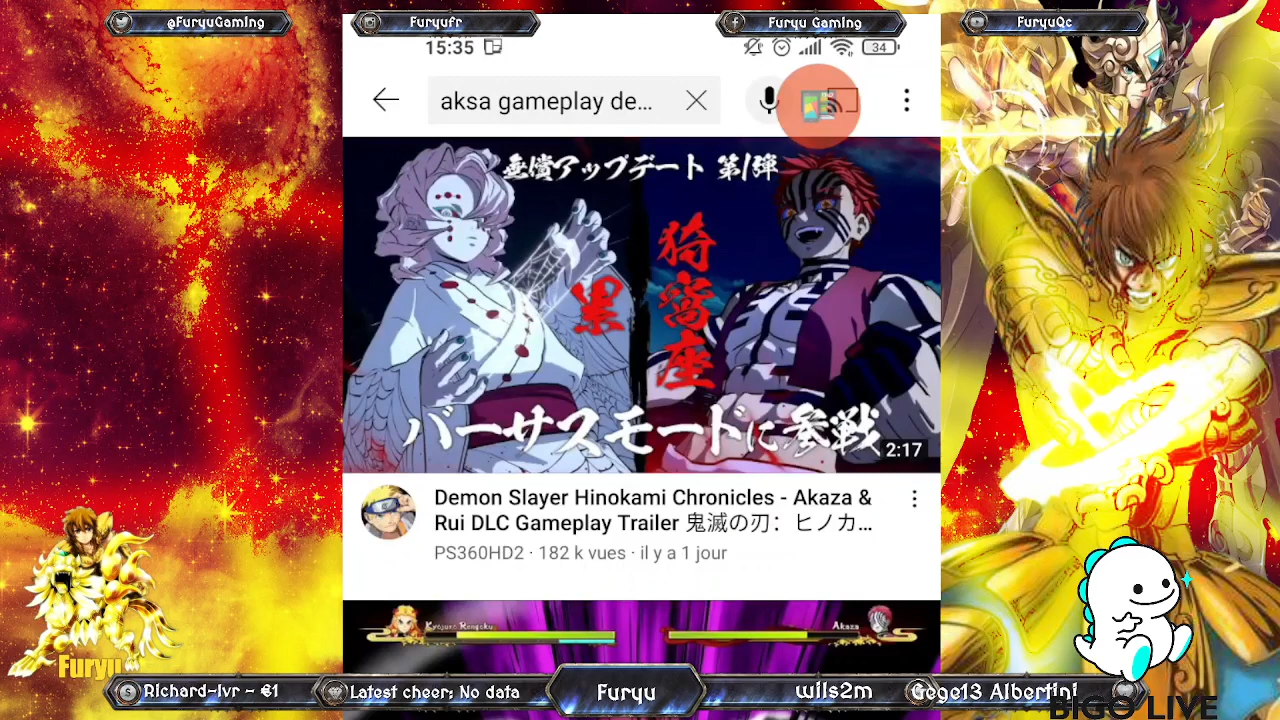 @FuryuGaming
Furyufr
Furyu Gaming
FuryuQc
15:35
34
aksa gameplay de...
無償アップデート 第1弾
累
猗窩座
バーサスモードに参戦
2:17
Demon Slayer Hinokami Chronicles - Akaza &
Rui DLC Gameplay Trailer 鬼滅の刃：ヒノカ...
PS360HD2 · 182 k vues · il y a 1 jour
Kyojuro Rengoku
Akaza
Furyu
Richard-lvr - €1
Latest cheer: No data
Furyu
wils2m
Gege13 Albertini
BIGO LIVE